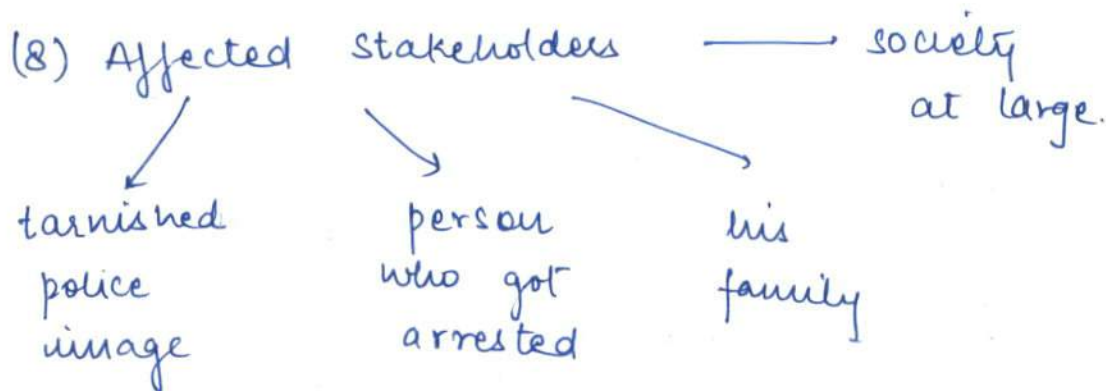 (8) Affected stakeholders society
at large.
tarnished person his
police who got family
image arrested